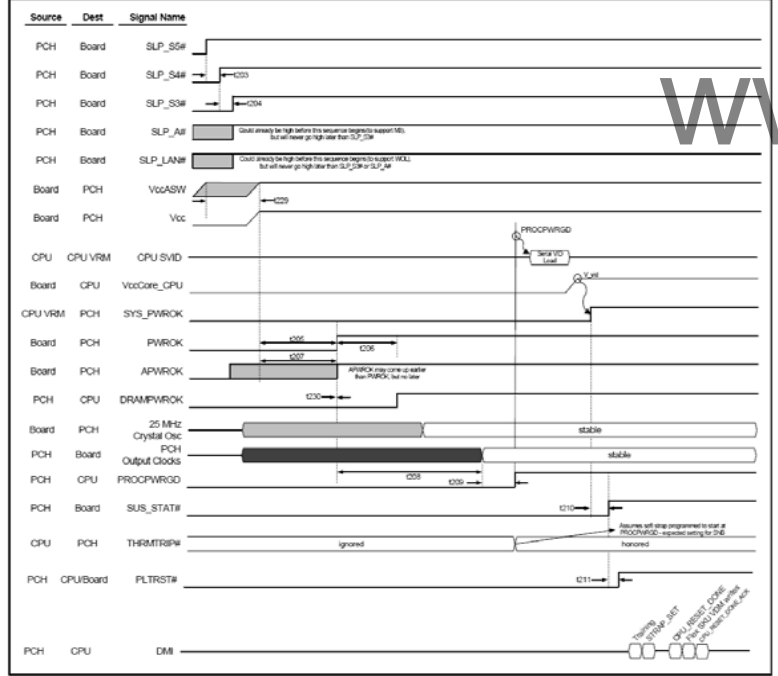 Source Dest Signal Name
PCH Board SLP_S5#
PCH Board SLP_S4#
t203
PCH Board SLP_S3#
t204
PCH Board SLP_A#
Could already be high before this sequence begins (to support M3),
but will never go high later than SLP_S3#
PCH Board SLP_LAN#
Could already be high before this sequence begins (to support WOL),
but will never go high later than SLP_S3# or SLP_A#
Board PCH VccASW
t229
Board PCH Vcc
PROCPWRGD
CPU CPU VRM CPU SVID
Serial VID
Load
Board CPU VccCore_CPU
V_vid
CPU VRM PCH SYS_PWROK
Board PCH PWROK
t205
t206
t207
Board PCH APWROK
APWROK may come up earlier
than PWROK, but no later
PCH CPU DRAMPWROK
t230
Board PCH 25 MHz
Crystal Osc
stable
PCH Board PCH
Output Clocks
stable
t208
PCH CPU PROCPWRGD
t209
PCH Board SUS_STAT#
t210
Assumes soft strap programmed to start at
PROCPWRGD - expected setting for SNB
CPU PCH THRMTRIP#
ignored
honored
PCH CPU/Board PLTRST#
t211
Training
STRAP_SET
CPU_RESET_DONE
Flex SKU VDM writes
CPU_RESET_DONE_ACK
PCH CPU DMI
WV